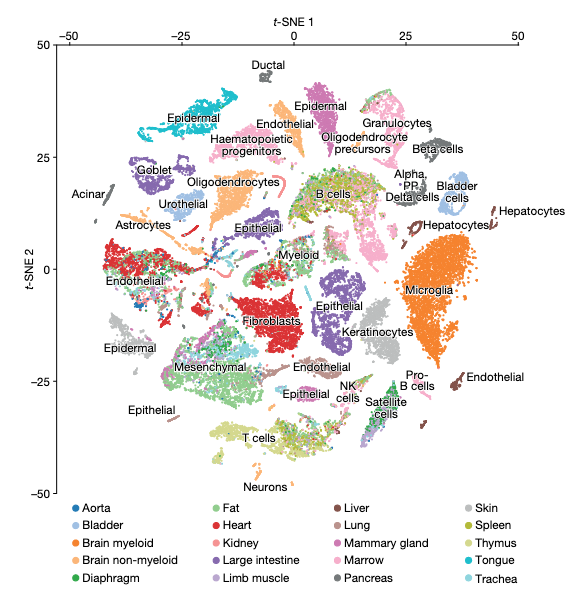 t-SNE 1
−50 −25 0 25 50
50
Ductal
Epidermal
Epidermal
Endothelial
Granulocytes
Haematopoietic
progenitors
Oligodendrocyte
precursors
Beta cells
25
Goblet
Oligodendrocytes
B cells
Alpha,
PP,
Delta cells
Bladder
cells
Acinar
Urothelial
Hepatocytes
Astrocytes
Epithelial
Hepatocytes
t-SNE 2
0
Myeloid
Endothelial
Microglia
Epithelial
Fibroblasts
Keratinocytes
Epidermal
Mesenchymal
Endothelial
−25
Pro-
B cells
Endothelial
NK
cells
Epithelial
Satellite
cells
Epithelial
T cells
Neurons
−50
Aorta Fat Liver Skin
Bladder Heart Lung Spleen
Brain myeloid Kidney Mammary gland Thymus
Brain non-myeloid Large intestine Marrow Tongue
Diaphragm Limb muscle Pancreas Trachea